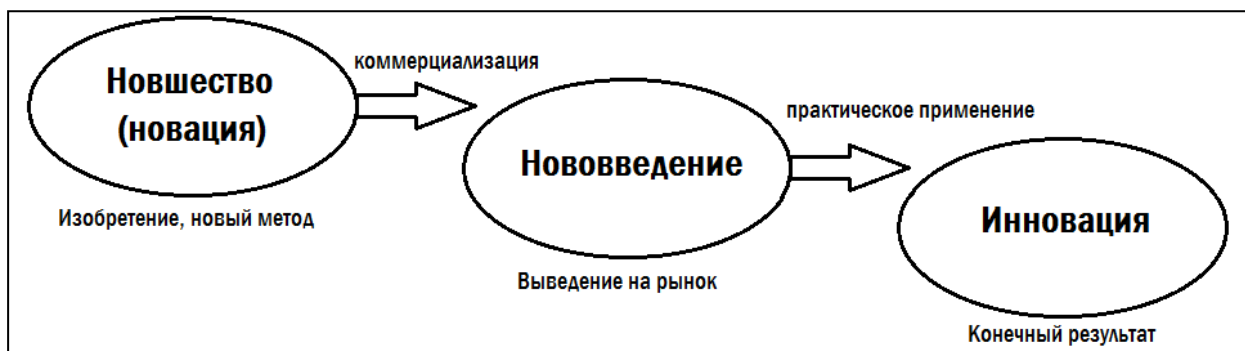 Новшество
(новация)
коммерциализация
Изобретение, новый метод
Нововведение
практическое применение
Выведение на рынок
Инновация
Конечный результат